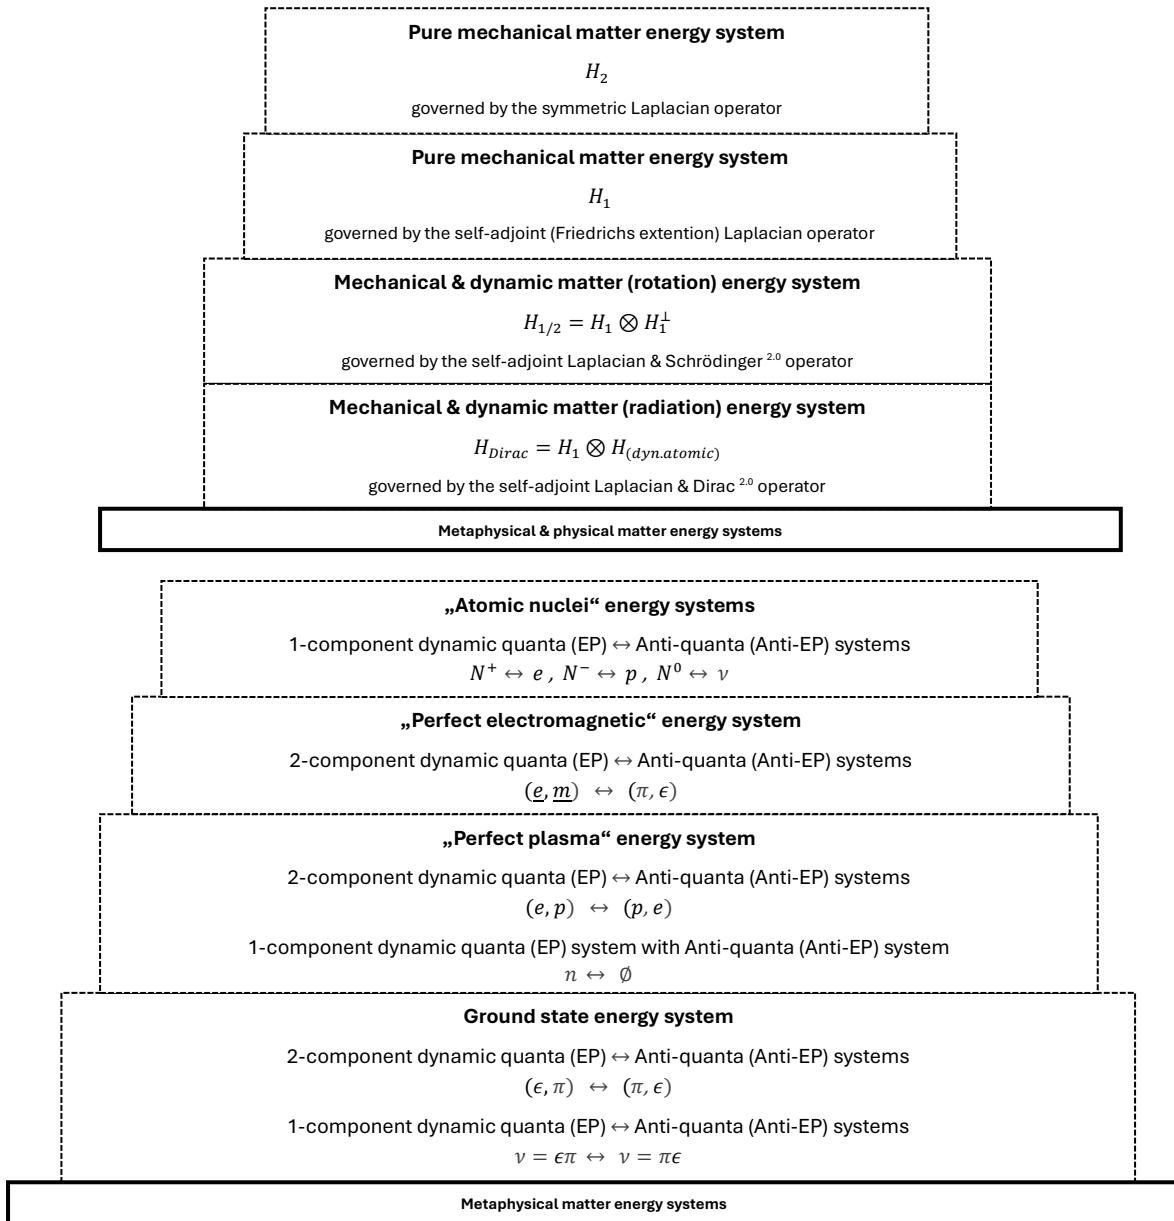 Pure mechanical matter energy system
H₂
governed by the symmetric Laplacian operator
Pure mechanical matter energy system
H₁
governed by the self-adjoint (Friedrichs extention) Laplacian operator
Mechanical & dynamic matter (rotation) energy system
H_{1/2} = H₁ ⊗ H₁^⊥
governed by the self-adjoint Laplacian & Schrödinger ²·⁰ operator
Mechanical & dynamic matter (radiation) energy system
H_{Dirac} = H₁ ⊗ H_{(dyn.atomic)}
governed by the self-adjoint Laplacian & Dirac ²·⁰ operator
Metaphysical & physical matter energy systems
„Atomic nuclei“ energy systems
1-component dynamic quanta (EP) ↔ Anti-quanta (Anti-EP) systems
N⁺ ↔ e , N⁻ ↔ p , N⁰ ↔ ν
„Perfect electromagnetic“ energy system
2-component dynamic quanta (EP) ↔ Anti-quanta (Anti-EP) systems
(e̲, m̲) ↔ (π, ϵ)
„Perfect plasma“ energy system
2-component dynamic quanta (EP) ↔ Anti-quanta (Anti-EP) systems
(e, p) ↔ (p, e)
1-component dynamic quanta (EP) system with Anti-quanta (Anti-EP) system
n ↔ ∅
Ground state energy system
2-component dynamic quanta (EP) ↔ Anti-quanta (Anti-EP) systems
(ϵ, π) ↔ (π, ϵ)
1-component dynamic quanta (EP) ↔ Anti-quanta (Anti-EP) systems
ν = ϵπ ↔ ν = πϵ
Metaphysical matter energy systems